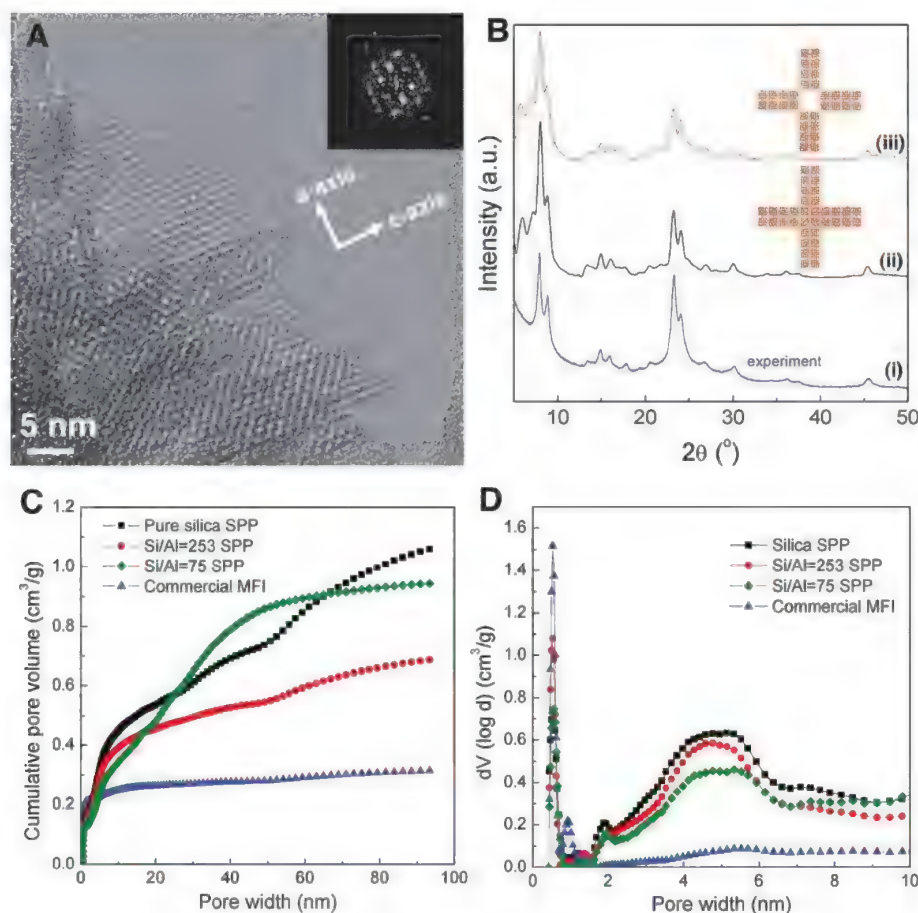 A
a-axis
c-axis
5 nm
B
Intensity (a.u.)
(iii)
(ii)
(i)
experiment
10 20 30 40 50
2θ (°)
C
Cumulative pore volume (cm³/g)
1.2
1.0
0.8
0.6
0.4
0.2
0.0
Pure silica SPP
Si/Al=253 SPP
Si/Al=75 SPP
Commercial MFI
0 20 40 60 80 100
Pore width (nm)
D
dV (log d) (cm³/g)
1.6
1.4
1.2
1.0
0.8
0.6
0.4
0.2
0.0
Silica SPP
Si/Al=253 SPP
Si/Al=75 SPP
Commercial MFI
0 2 4 6 8 10
Pore width (nm)